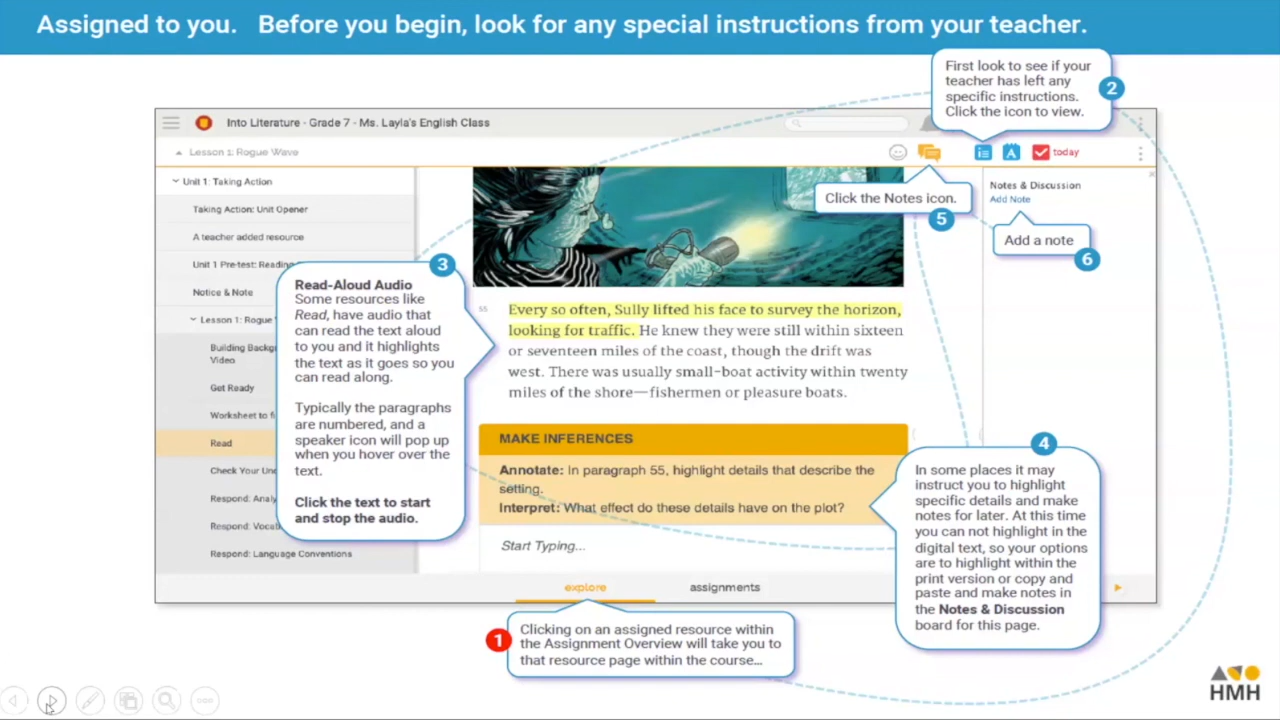 Assigned to you. Before you begin, look for any special instructions from your teacher.
First look to see if your
teacher has left any
specific instructions.
Click the icon to view.
2
Into Literature - Grade 7 - Ms. Layla's English Class
Lesson 1: Rogue Wave
today
Unit 1: Taking Action
Taking Action: Unit Opener
A teacher added resource
Unit 1 Pre-test: Reading
Notice & Note
Lesson 1: Rogue
Building
Video
Get Ready
Worksheet to
Read
Check Your
Respond:
Respond:
Respond: Language Conventions
3
Read-Aloud Audio
Some resources like
Read, have audio that
can read the text aloud
to you and it highlights
the text as it goes so you
can read along.
Typically the paragraphs
are numbered, and a
speaker icon will pop up
when you hover over the
text.
Click the text to start
and stop the audio.
Click the Notes icon.
5
Notes & Discussion
Add Note
Add a note
6
55
Every so often, Sully lifted his face to survey the horizon,
looking for traffic. He knew they were still within sixteen
or seventeen miles of the coast, though the drift was
west. There was usually small-boat activity within twenty
miles of the shore—fishermen or pleasure boats.
MAKE INFERENCES
Annotate: In paragraph 55, highlight details that describe the
setting.
Interpret: What effect do these details have on the plot?
Start Typing...
4
In some places it may
instruct you to highlight
specific details and make
notes for later. At this time
you can not highlight in the
digital text, so your options
are to highlight within the
print version or copy and
paste and make notes in
the Notes & Discussion
board for this page.
explore
assignments
1
Clicking on an assigned resource within
the Assignment Overview will take you to
that resource page within the course...
HMH